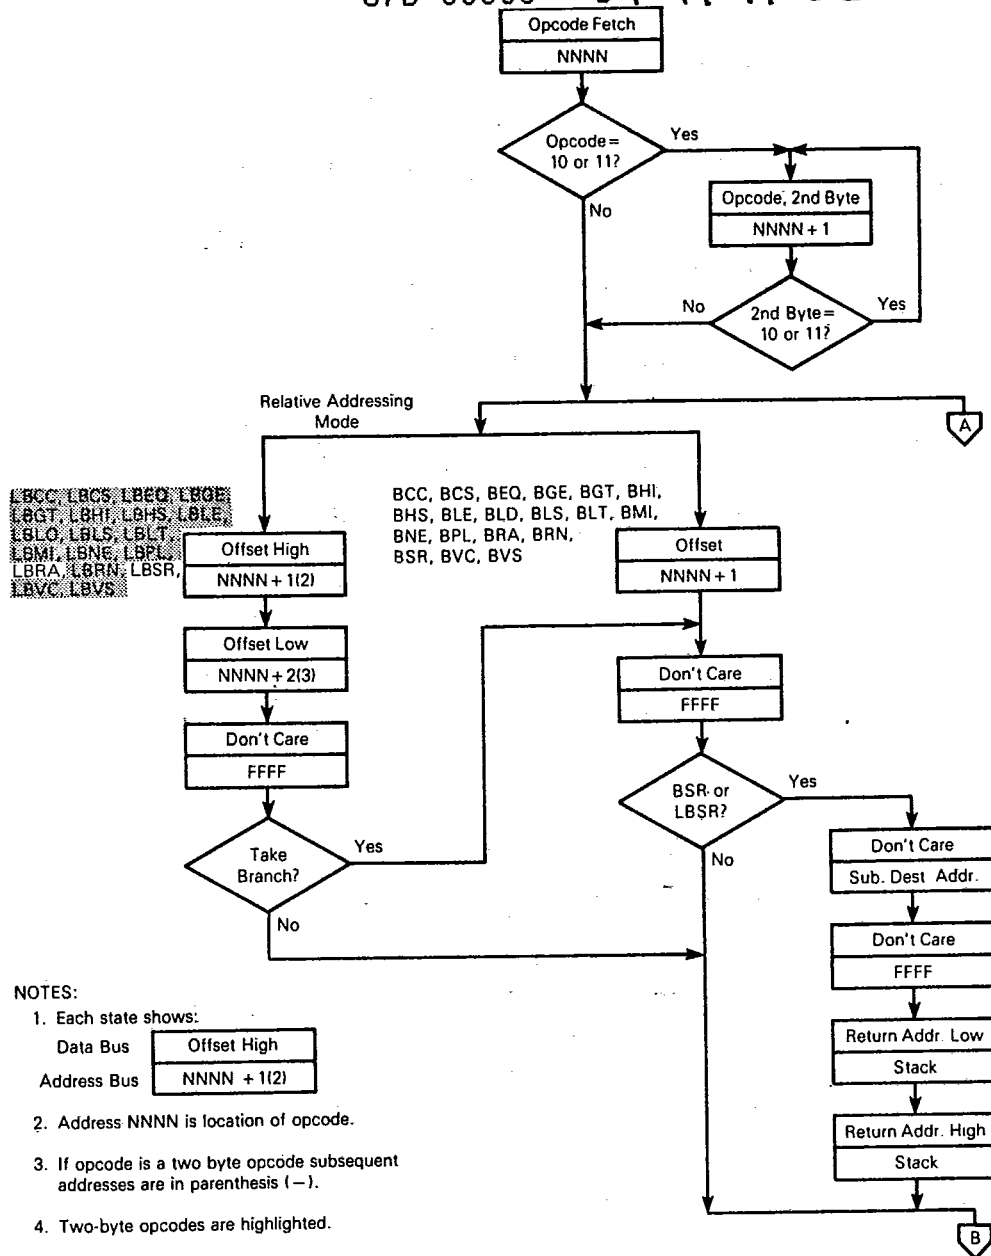 Opcode Fetch
NNNN
Opcode =
10 or 11?
Yes
No
Opcode, 2nd Byte
NNNN + 1
2nd Byte =
10 or 11?
No
Yes
A
Relative Addressing
Mode
LBCC, LBCS, LBEQ, LBGE,
LBGT, LBHI, LBHS, LBLE,
LBLO, LBLS, LBLT,
LBMI, LBNE, LBPL,
LBRA, LBRN, LBSR,
LBVC, LBVS
Offset High
NNNN + 1(2)
Offset Low
NNNN + 2(3)
Don't Care
FFFF
Take
Branch?
Yes
No
BCC, BCS, BEQ, BGE, BGT, BHI,
BHS, BLE, BLD, BLS, BLT, BMI,
BNE, BPL, BRA, BRN,
BSR, BVC, BVS
Offset
NNNN + 1
Don't Care
FFFF
BSR or
LBSR?
Yes
No
Don't Care
Sub. Dest Addr.
Don't Care
FFFF
Return Addr. Low
Stack
Return Addr. High
Stack
B
NOTES:
1. Each state shows:
Data Bus Offset High
Address Bus NNNN + 1(2)
2. Address NNNN is location of opcode.
3. If opcode is a two byte opcode subsequent
addresses are in parenthesis (—).
4. Two-byte opcodes are highlighted.